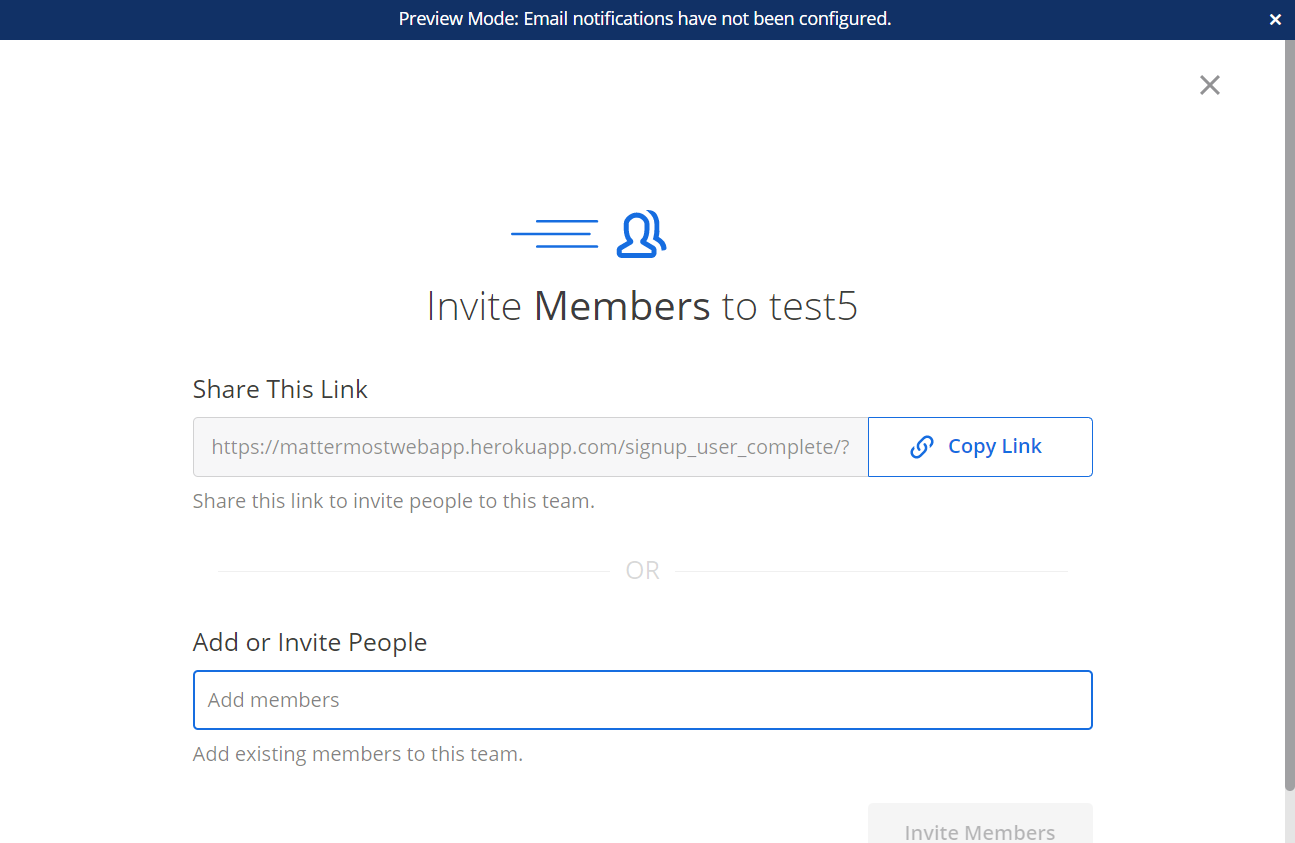 Preview Mode: Email notifications have not been configured.
Invite Members to test5
Share This Link
https://mattermostwebapp.herokuapp.com/signup_user_complete/?
Copy Link
Share this link to invite people to this team.
OR
Add or Invite People
Add members
Add existing members to this team.
Invite Members